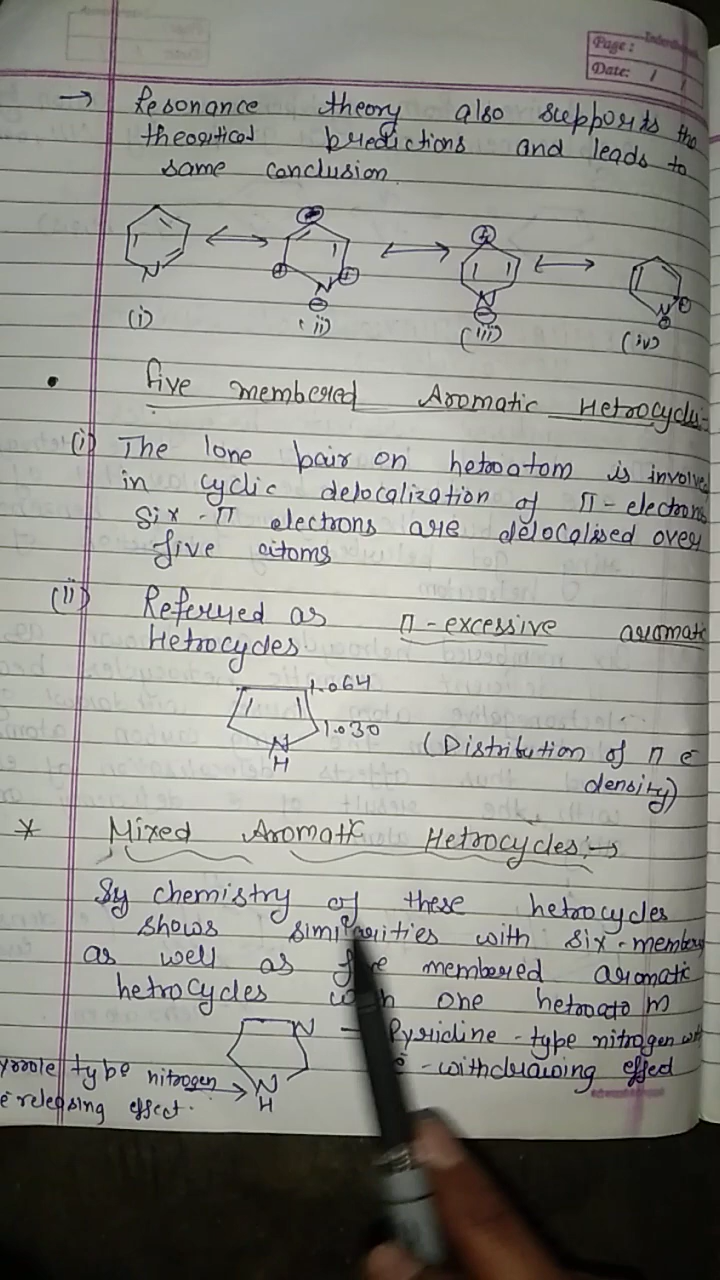 Page:
Date: / /
→ Resonance theory also supports the
theoritical predictions and leads to
same conclusion.
N
N
N
N
(i)
(ii)
(iii)
(iv)
• five membered Aromatic Hetrocycles-
(i) The lone pair on hetroatom is involved
in cyclic delocalization of π-electrons
Six-π electrons are delocalised over
five atoms
(ii) Referred as π-excessive aromatic
Hetrocycles.
1.064
1.030
N
H
(Distribution of π e
density)
* Mixed Aromatic Hetrocycles:→
Sy chemistry of these hetrocycles
shows similarities with six-member
as well as five membered aromatic
hetrocycles with one hetroatom
N — Pyridine-type nitrogen with
e-withdrawing effect
yrrole type nitrogen → N
H
e releasing effect.